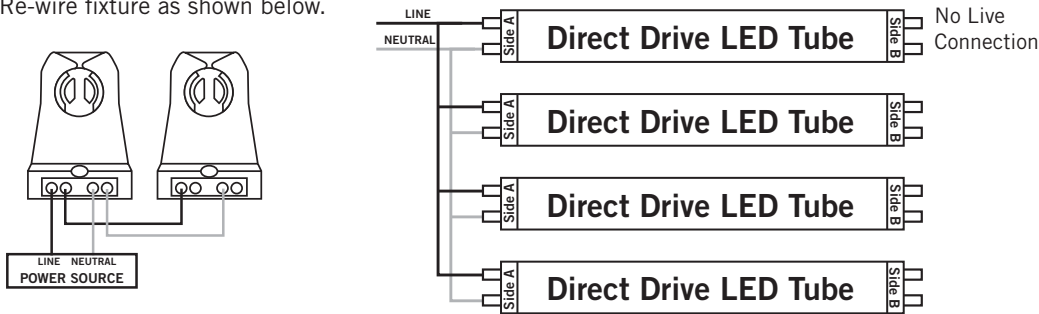 Re-wire fixture as shown below.
LINE NEUTRAL
POWER SOURCE
LINE
NEUTRAL
Side A
Direct Drive LED Tube
Side B
No Live
Connection
Side A
Direct Drive LED Tube
Side B
Side A
Direct Drive LED Tube
Side B
Side A
Direct Drive LED Tube
Side B